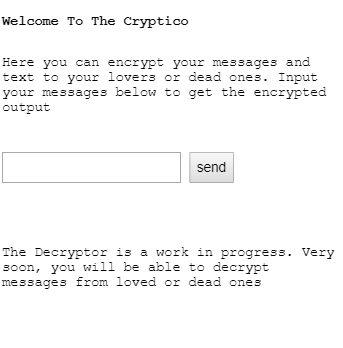 Welcome To The Cryptico
Here you can encrypt your messages and
text to your lovers or dead ones. Input
your messages below to get the encrypted
output
send
The Decryptor is a work in progress. Very
soon, you will be able to decrypt
messages from loved or dead ones